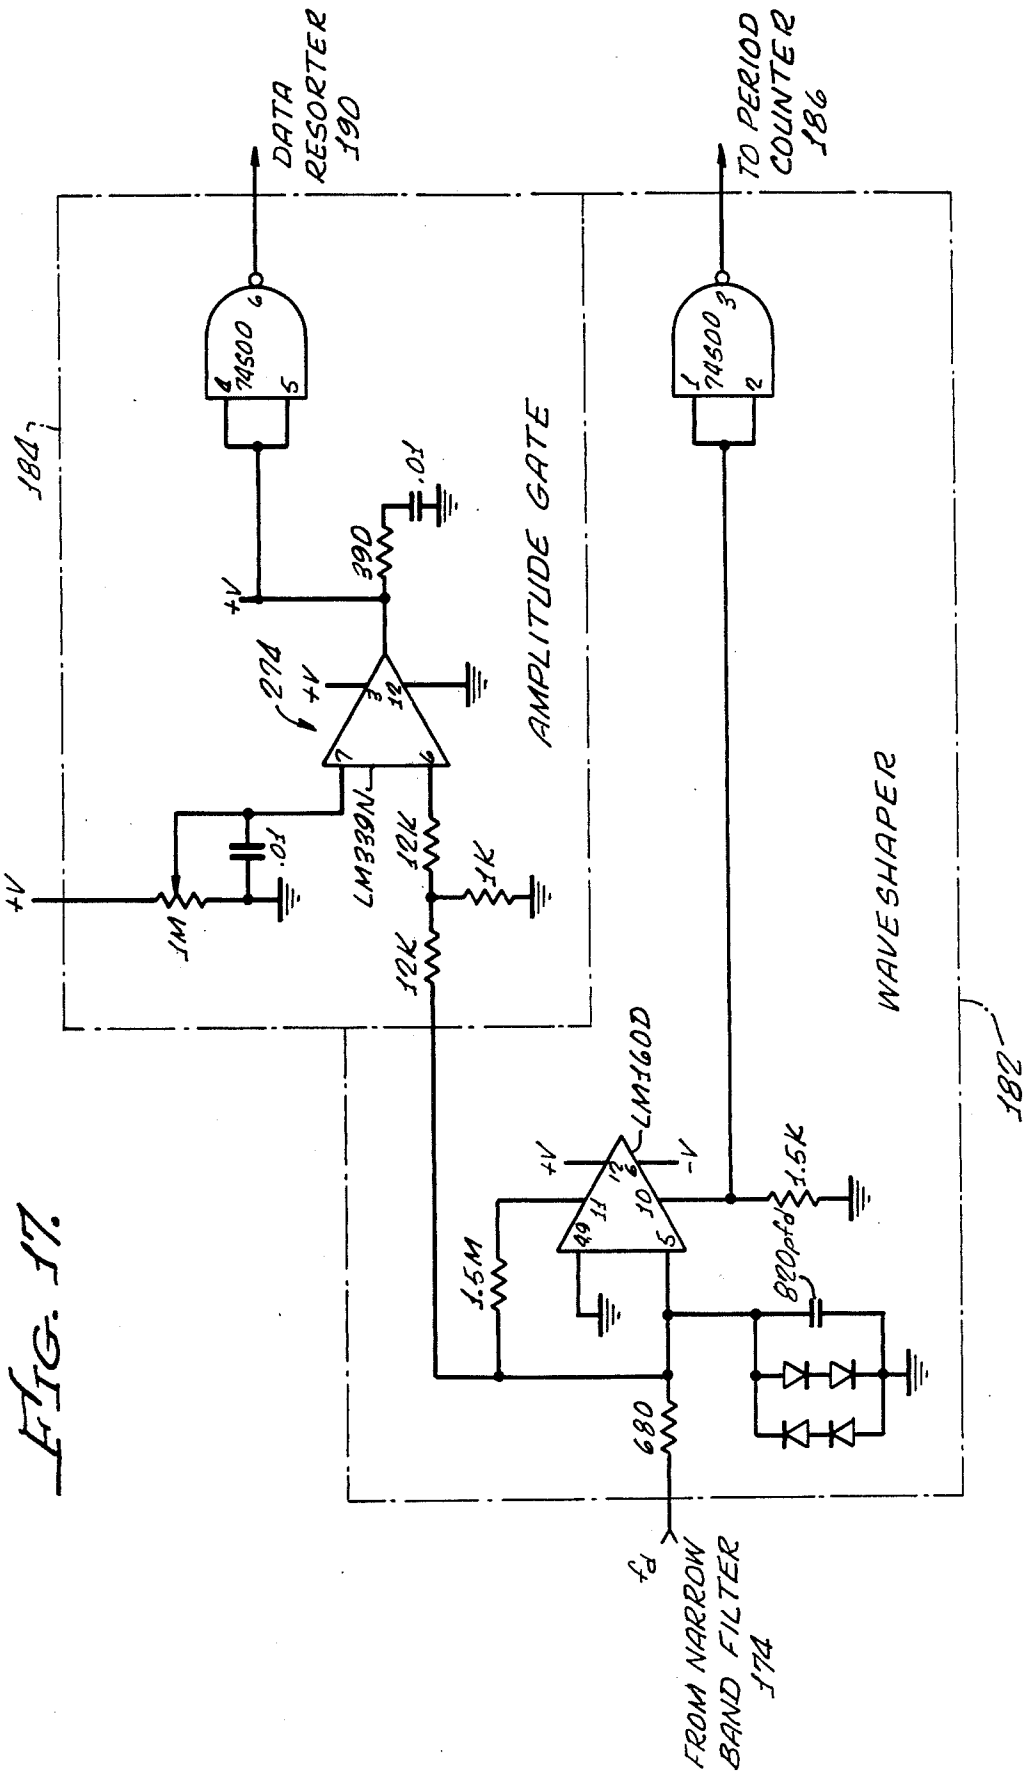 FIG. 17.
184
+V
1M
.01
+V
274
+V
7
3
12
6
LM339N
390
.01
4
74S00
5
6
DATA
RESORTER
190
12K
12K
1K
AMPLITUDE GATE
1.5M
+V
4,9
11
12
6
10
5
LM160D
-V
1
74S00
2
3
TO PERIOD
COUNTER
186
fd
680
820pfd
1.5K
FROM NARROW
BAND FILTER
174
WAVESHAPER
182